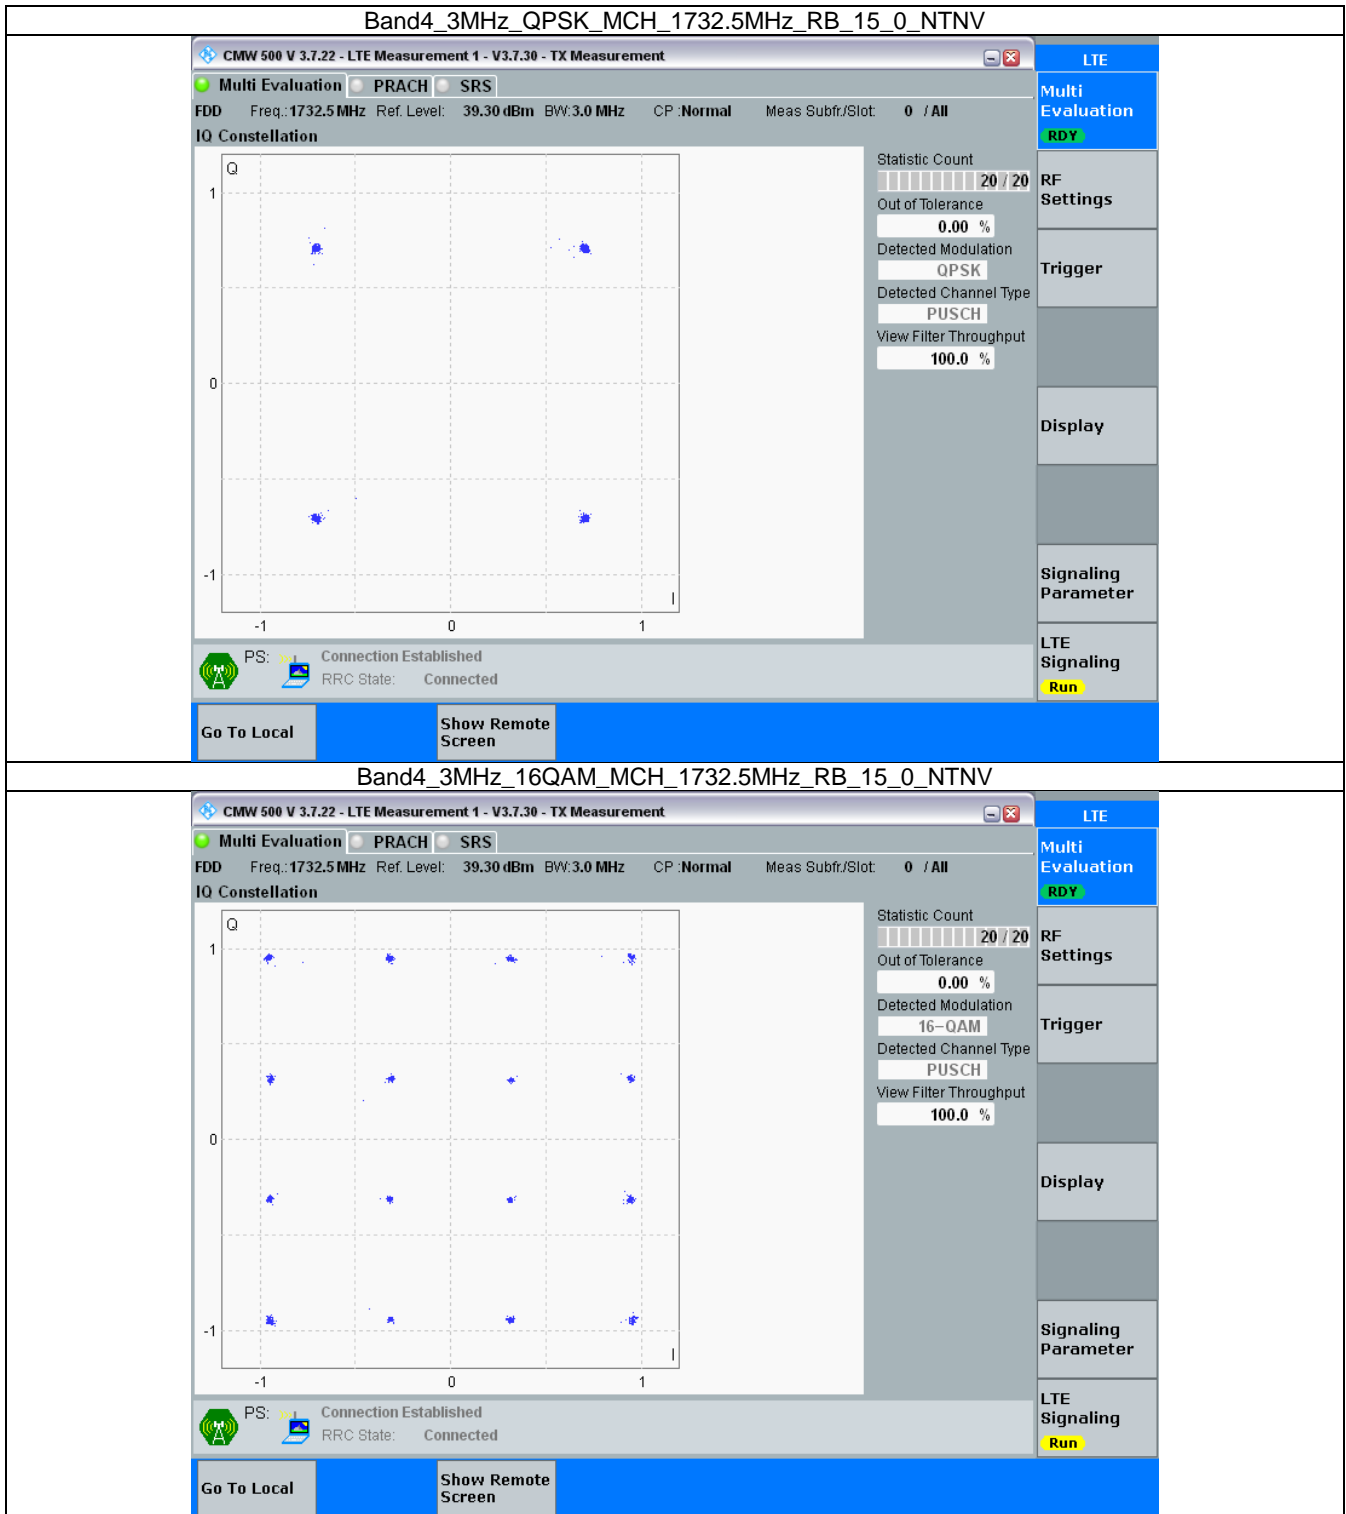 Band4_3MHz_QPSK_MCH_1732.5MHz_RB_15_0_NTNV
CMW 500 V 3.7.22 - LTE Measurement 1 - V3.7.30 - TX Measurement
LTE
Multi Evaluation PRACH SRS
Multi
Evaluation
RDY
FDD Freq.: 1732.5 MHz Ref. Level: 39.30 dBm BW: 3.0 MHz CP : Normal Meas Subfr./Slot: 0 / All
IQ Constellation
Q
1
0
-1
I
-1 0 1
Statistic Count
20 / 20
Out of Tolerance
0.00 %
Detected Modulation
QPSK
Detected Channel Type
PUSCH
View Filter Throughput
100.0 %
RF
Settings
Trigger
Display
Signaling
Parameter
LTE
Signaling
Run
PS: Connection Established
RRC State: Connected
Go To Local
Show Remote
Screen
Band4_3MHz_16QAM_MCH_1732.5MHz_RB_15_0_NTNV
CMW 500 V 3.7.22 - LTE Measurement 1 - V3.7.30 - TX Measurement
LTE
Multi Evaluation PRACH SRS
Multi
Evaluation
RDY
FDD Freq.: 1732.5 MHz Ref. Level: 39.30 dBm BW: 3.0 MHz CP : Normal Meas Subfr./Slot: 0 / All
IQ Constellation
Q
1
0
-1
I
-1 0 1
Statistic Count
20 / 20
Out of Tolerance
0.00 %
Detected Modulation
16-QAM
Detected Channel Type
PUSCH
View Filter Throughput
100.0 %
RF
Settings
Trigger
Display
Signaling
Parameter
LTE
Signaling
Run
PS: Connection Established
RRC State: Connected
Go To Local
Show Remote
Screen